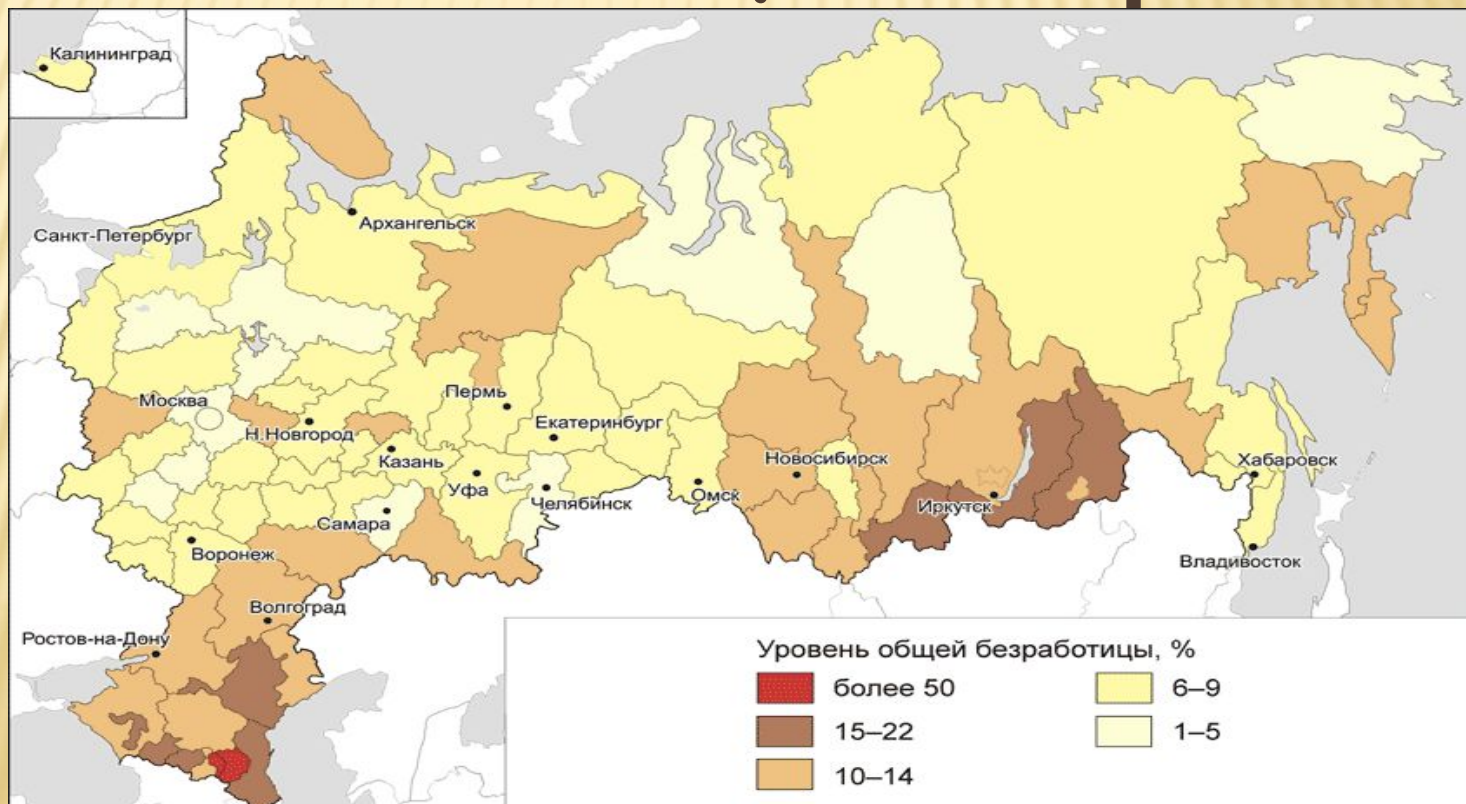 Калининград
Архангельск
Санкт-Петербург
Москва
Пермь
Н.Новгород
Екатеринбург
Казань
Новосибирск
Хабаровск
Уфа
Челябинск
Омск
Иркутск
Самара
Воронеж
Владивосток
Волгоград
Ростов-на-Дону
Уровень общей безработицы, %
более 50
6–9
15–22
1–5
10–14